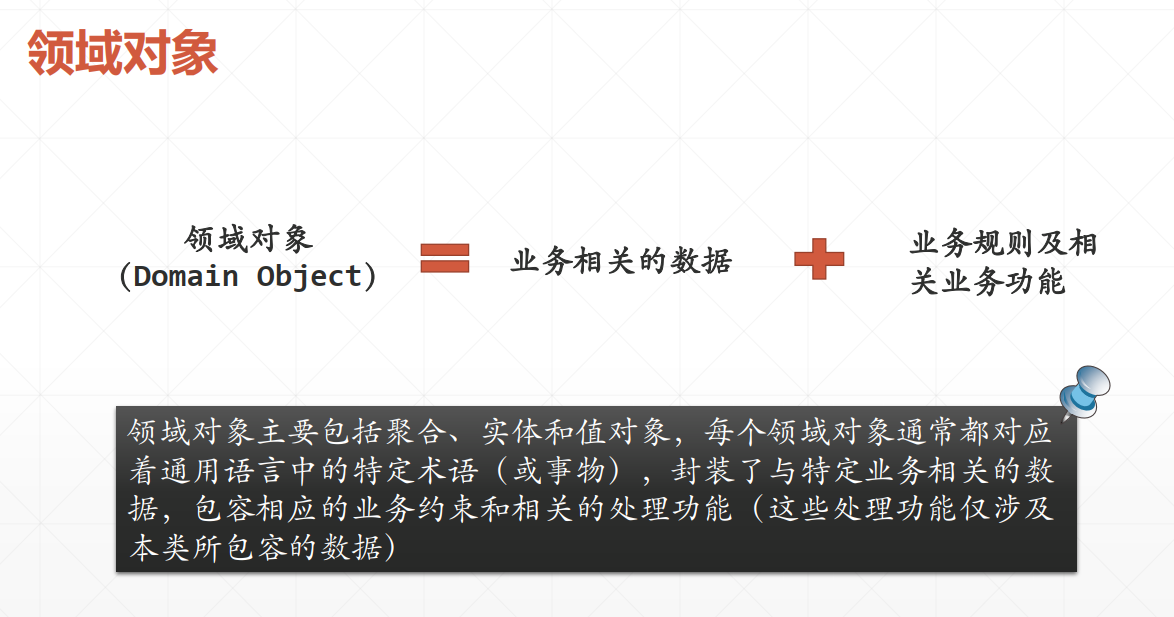 领域对象
领域对象
（Domain Object）
业务相关的数据
业务规则及相
关业务功能
领域对象主要包括聚合、实体和值对象，每个领域对象通常都对应
着通用语言中的特定术语（或事物），封装了与特定业务相关的数
据，包容相应的业务约束和相关的处理功能（这些处理功能仅涉及
本类所包容的数据）